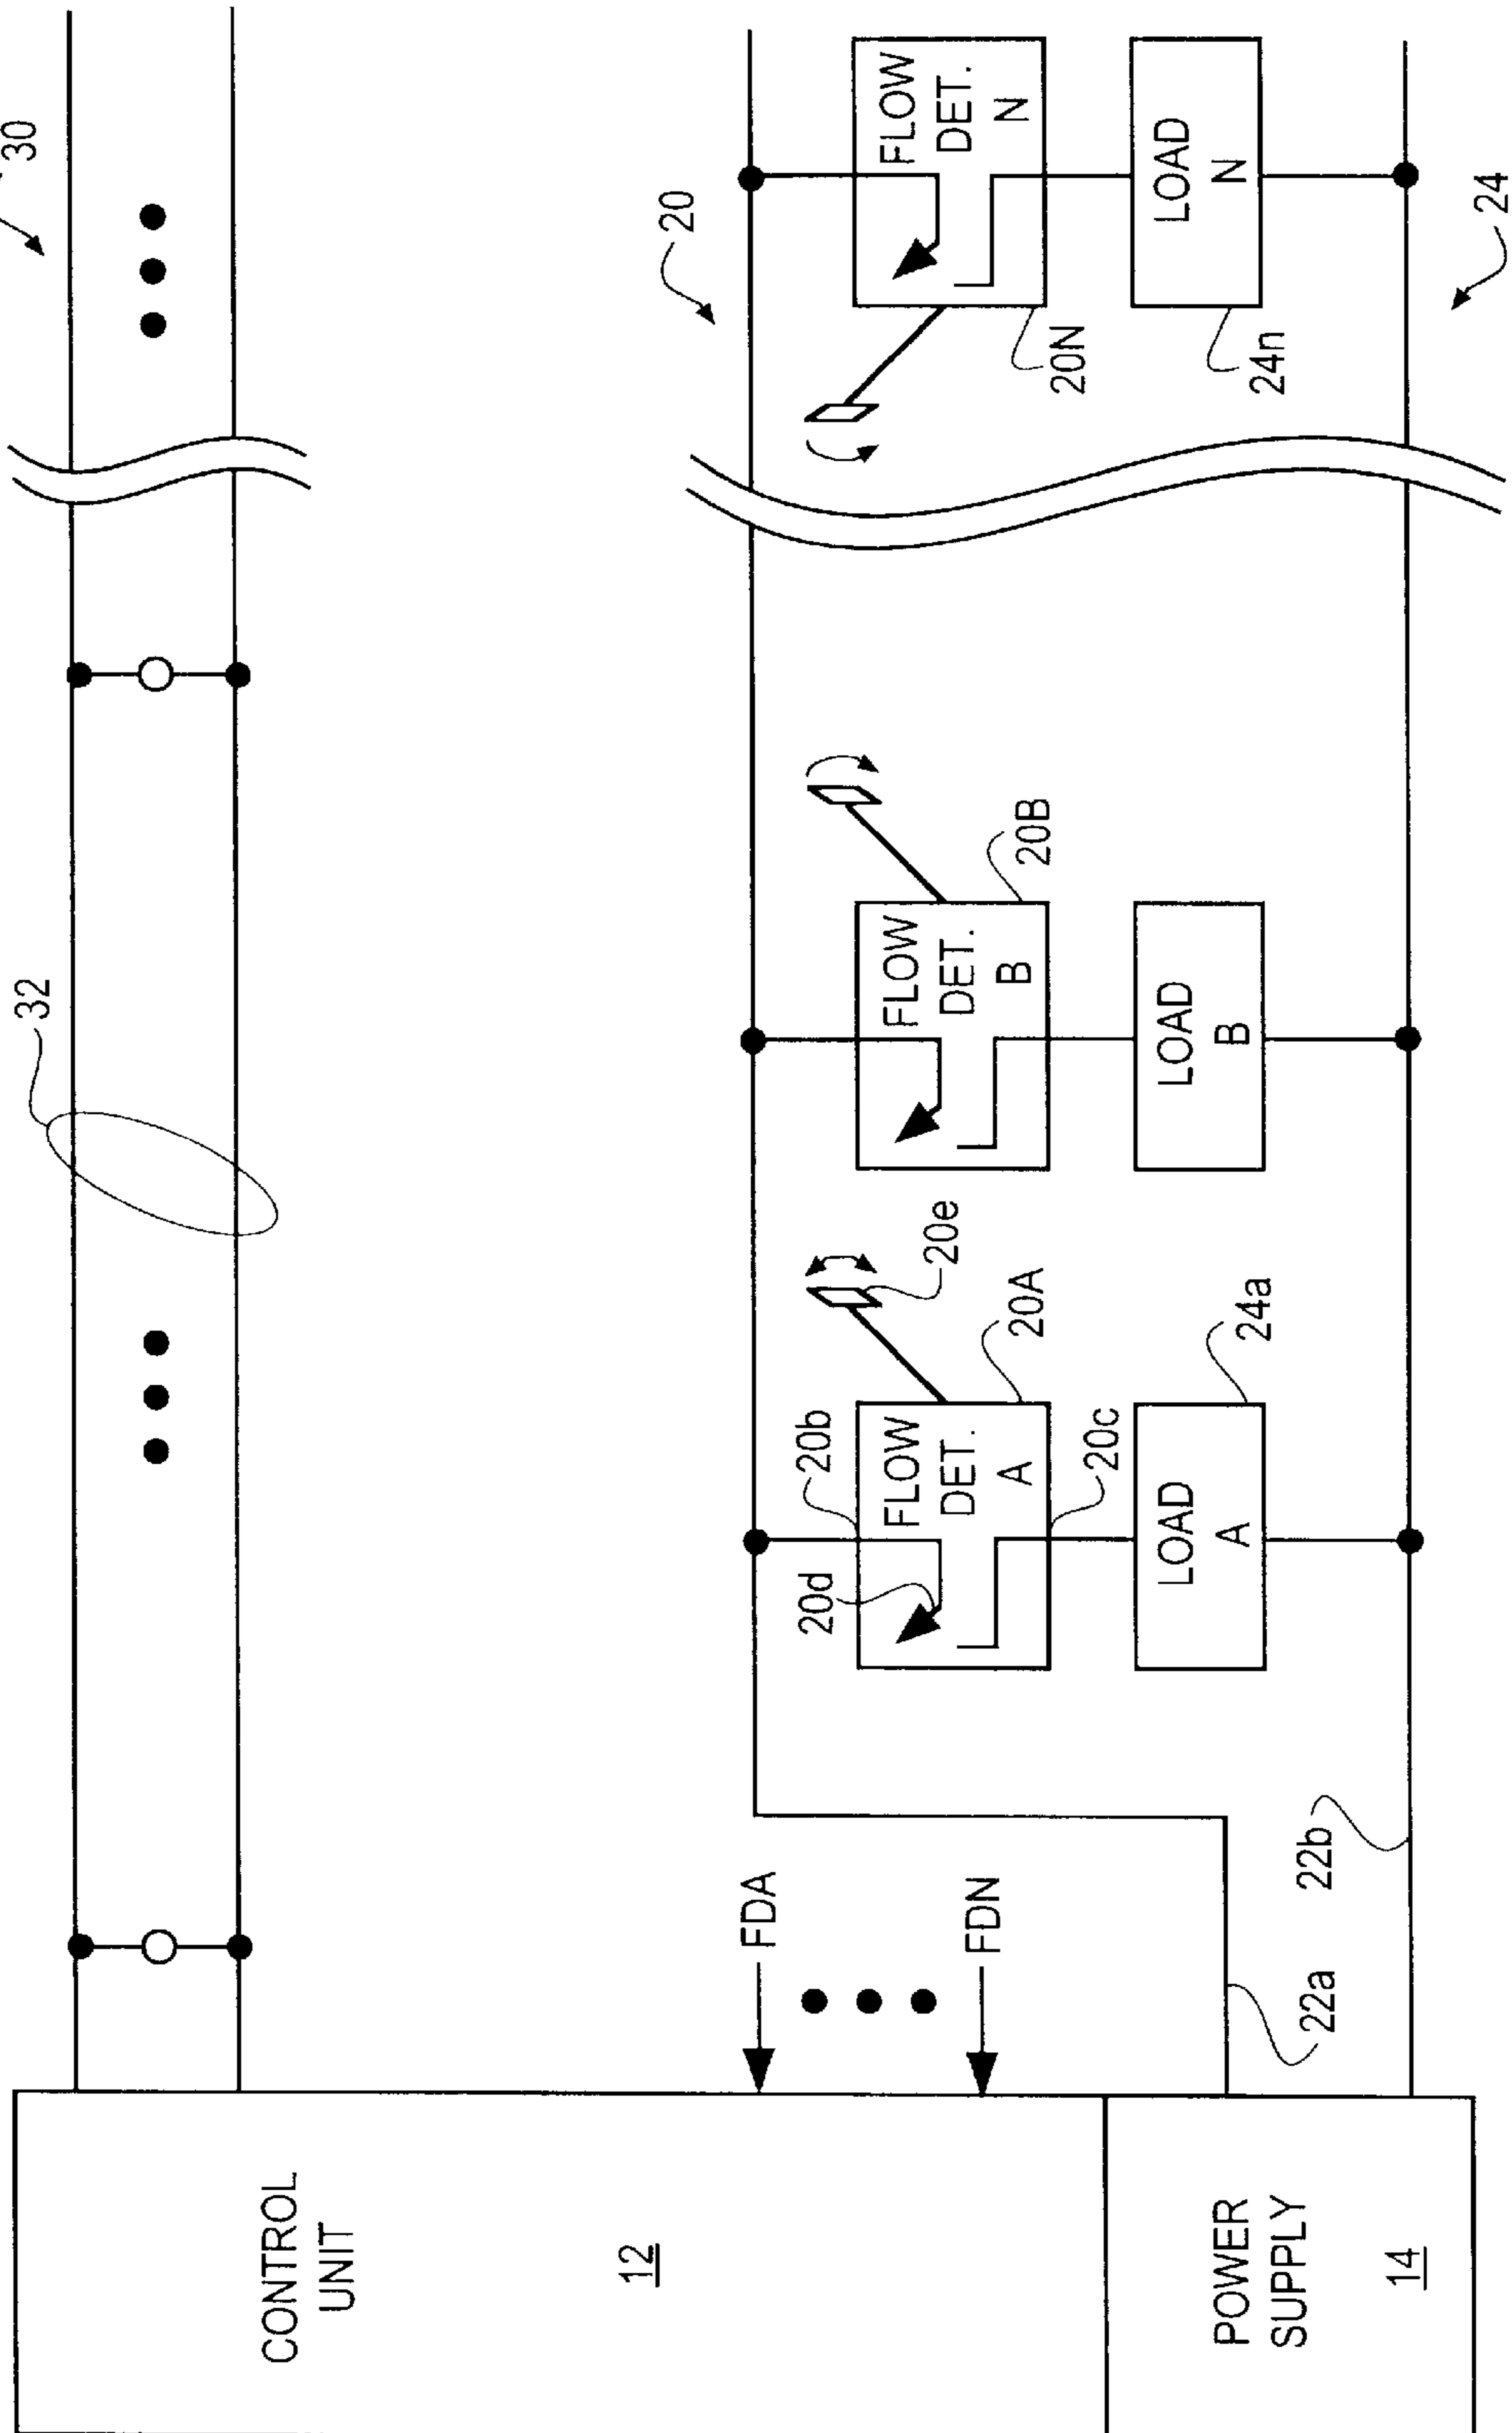 30
32
20
CONTROL
UNIT
12
FDA
FDN
POWER
SUPPLY
14
22a
22b
20b
20d
FLOW
DET.
A
20c
20e
20A
LOAD
A
24a
FLOW
DET.
B
20B
LOAD
B
FLOW
DET.
N
20N
LOAD
N
24n
24